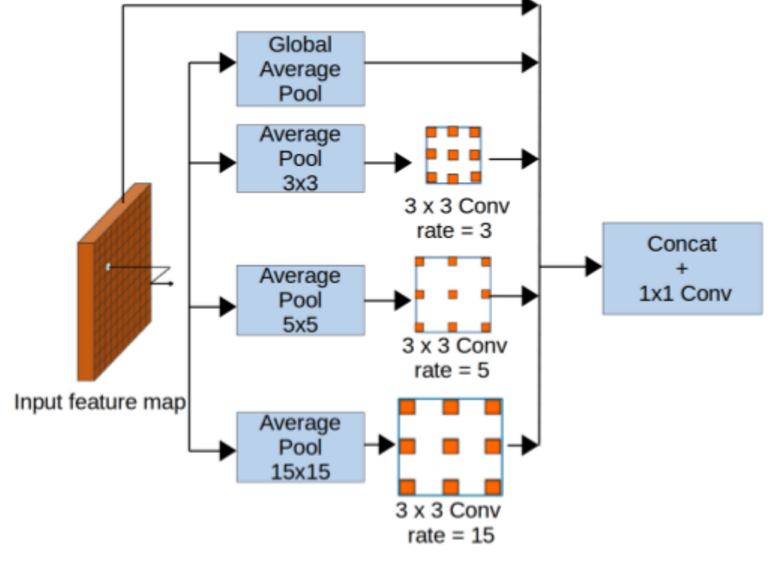 Global
Average
Pool
Average
Pool
3x3
3 x 3 Conv
rate = 3
Average
Pool
5x5
3 x 3 Conv
rate = 5
Average
Pool
15x15
3 x 3 Conv
rate = 15
Input feature map
Concat
+
1x1 Conv